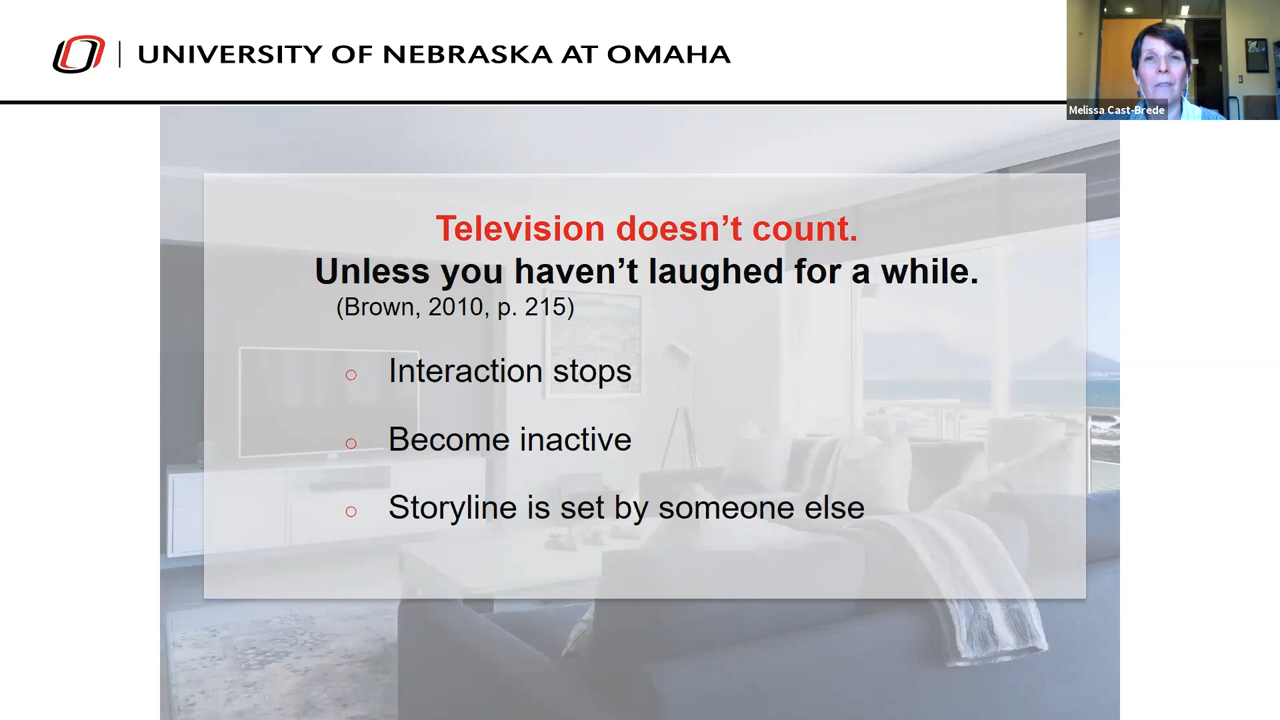 UNIVERSITY OF NEBRASKA AT OMAHA
Melissa Cast-Brede
Television doesn't count.
Unless you haven't laughed for a while.
(Brown, 2010, p. 215)
○ Interaction stops
○ Become inactive
○ Storyline is set by someone else